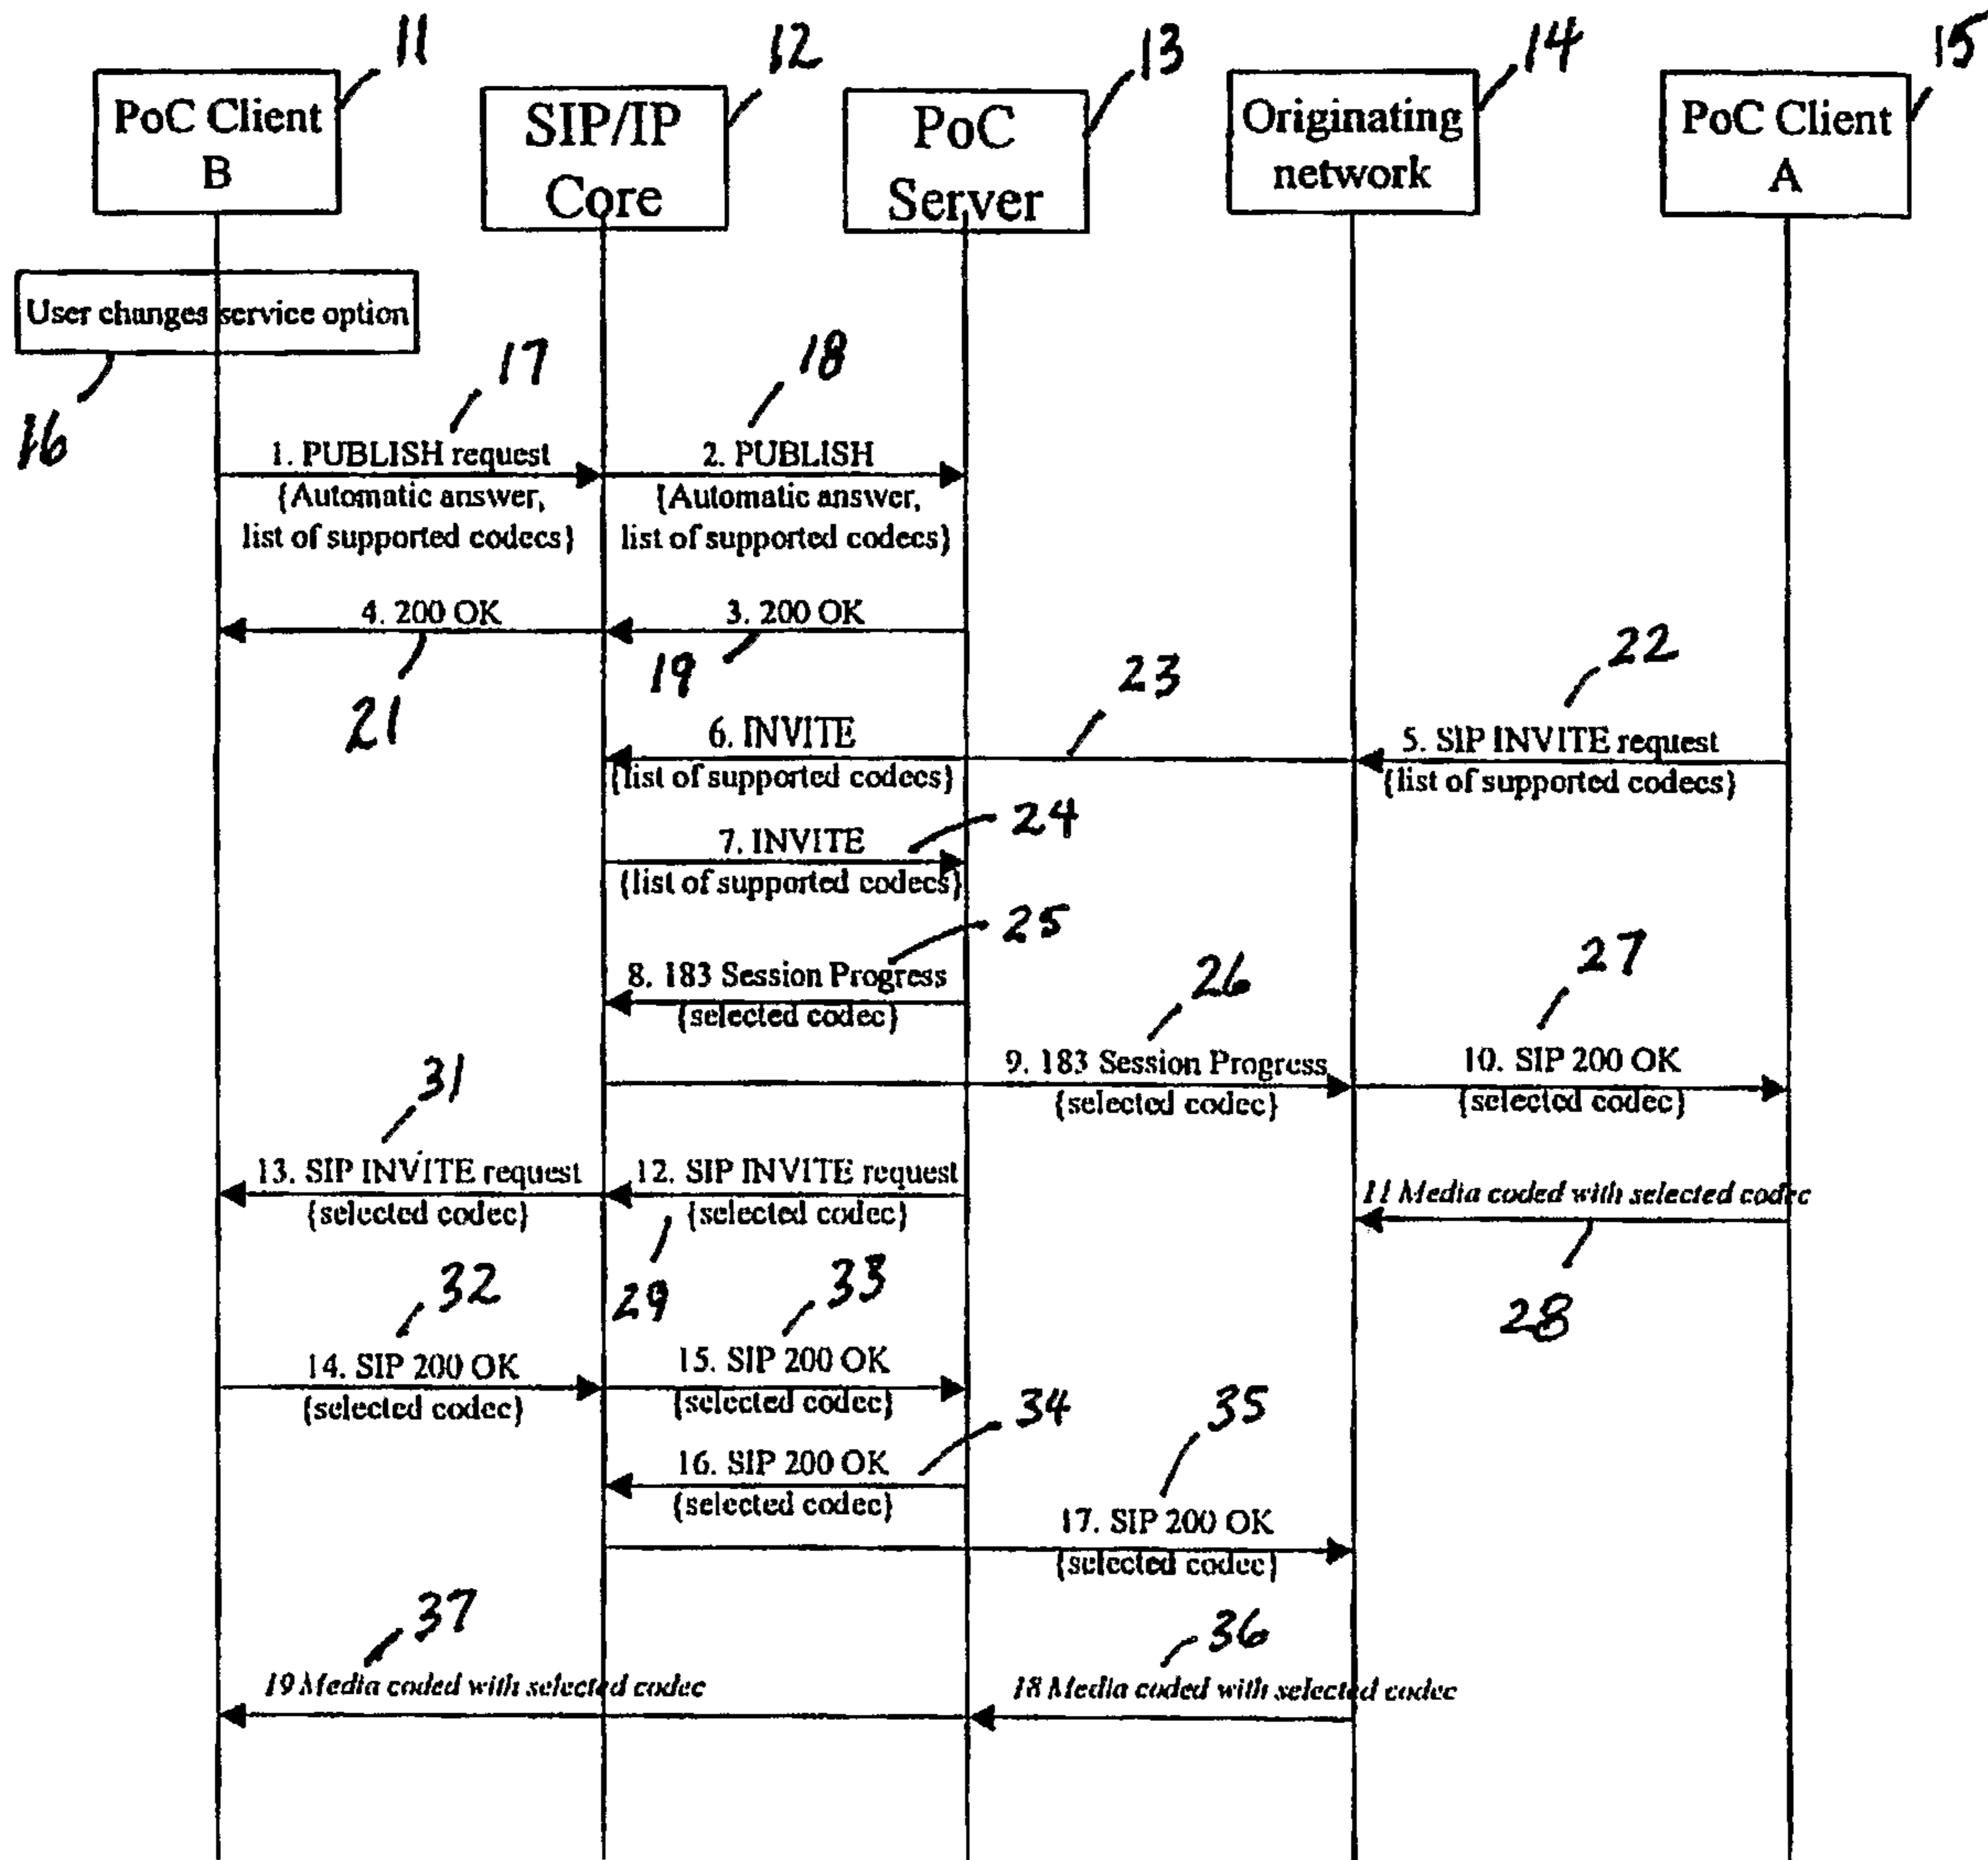 11
12
13
14
15
PoC Client
B
SIP/IP
Core
PoC
Server
Originating
network
PoC Client
A
User changes service option
16
17
18
1. PUBLISH request
{Automatic answer,
list of supported codecs}
2. PUBLISH
{Automatic answer,
list of supported codecs}
4. 200 OK
21
3. 200 OK
19
22
5. SIP INVITE request
{list of supported codecs}
23
6. INVITE
{list of supported codecs}
24
7. INVITE
{list of supported codecs}
25
8. 183 Session Progress
{selected codec}
26
9. 183 Session Progress
{selected codec}
27
10. SIP 200 OK
{selected codec}
11 Media coded with selected codec
28
12. SIP INVITE request
{selected codec}
29
31
13. SIP INVITE request
{selected codec}
32
14. SIP 200 OK
{selected codec}
33
15. SIP 200 OK
{selected codec}
34
16. SIP 200 OK
{selected codec}
35
17. SIP 200 OK
{selected codec}
36
18 Media coded with selected codec
37
19 Media coded with selected codec